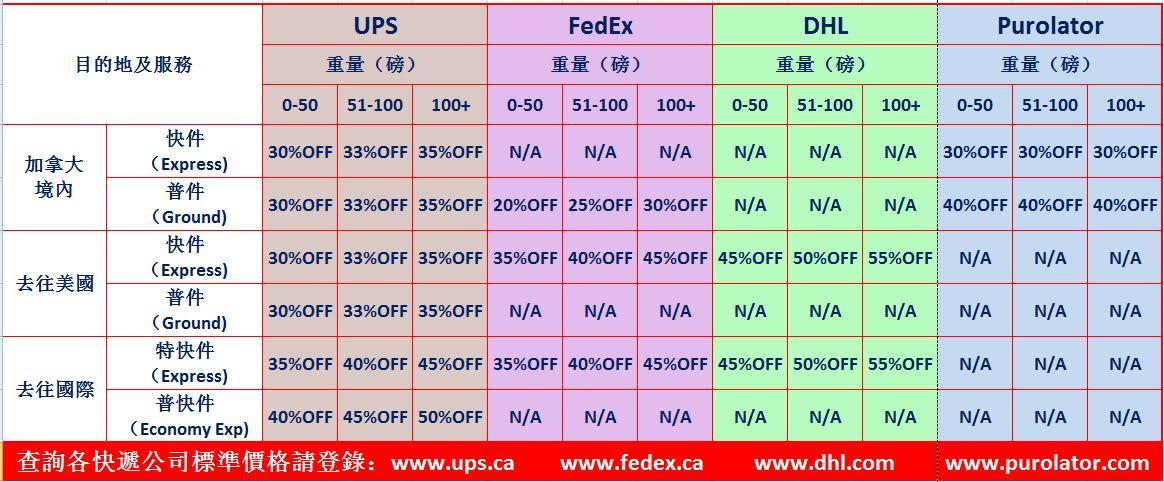 UPS FedEx DHL Purolator
目的地及服務 重量（磅） 重量（磅） 重量（磅） 重量（磅）
0-50 51-100 100+ 0-50 51-100 100+ 0-50 51-100 100+ 0-50 51-100 100+
加拿大
境內
快件
（Express)
30%OFF 33%OFF 35%OFF N/A N/A N/A N/A N/A N/A 30%OFF 30%OFF 30%OFF
普件
（Ground)
30%OFF 33%OFF 35%OFF 20%OFF 25%OFF 30%OFF N/A N/A N/A 40%OFF 40%OFF 40%OFF
去往美國
快件
（Express)
30%OFF 33%OFF 35%OFF 35%OFF 40%OFF 45%OFF 45%OFF 50%OFF 55%OFF N/A N/A N/A
普件
（Ground)
30%OFF 33%OFF 35%OFF N/A N/A N/A N/A N/A N/A N/A N/A N/A
去往國際
特快件
（Express)
35%OFF 40%OFF 45%OFF 35%OFF 40%OFF 45%OFF 45%OFF 50%OFF 55%OFF N/A N/A N/A
普快件
（Economy Exp)
40%OFF 45%OFF 50%OFF N/A N/A N/A N/A N/A N/A N/A N/A N/A
查詢各快遞公司標準價格請登錄：www.ups.ca www.fedex.ca www.dhl.com www.purolator.com